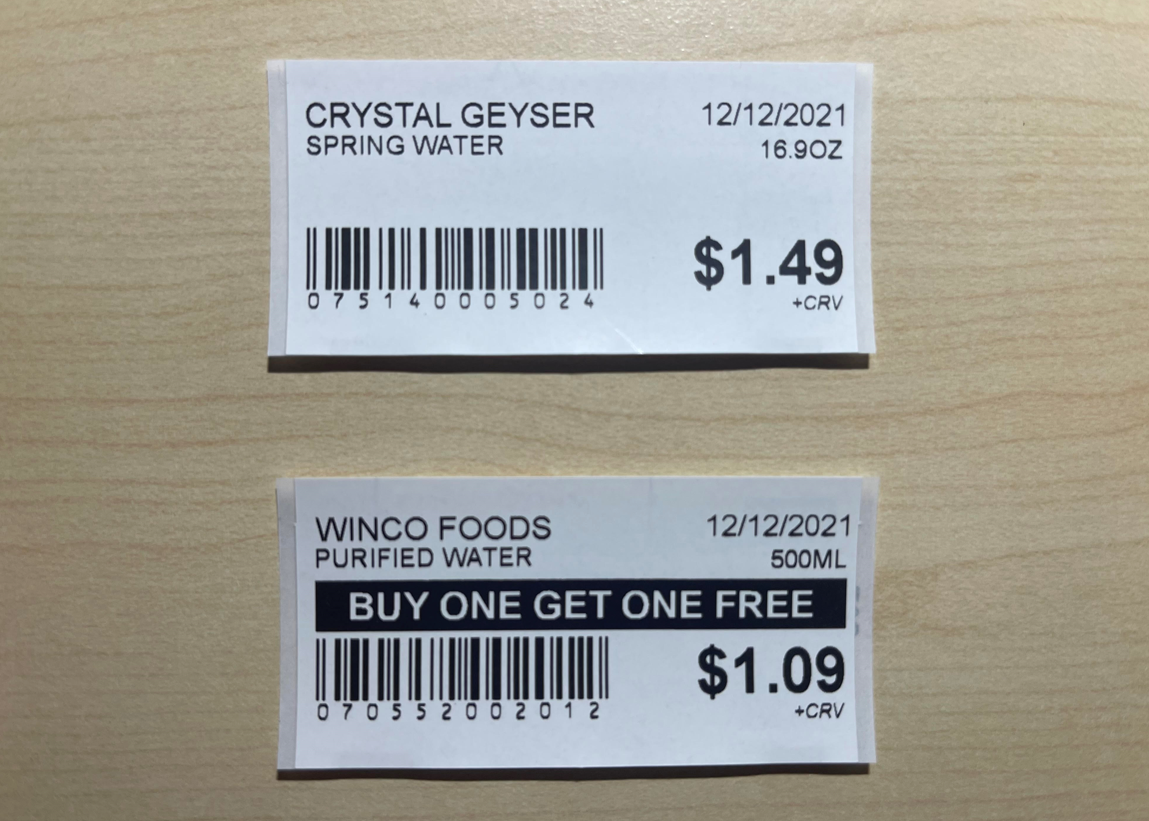 CRYSTAL GEYSER 12/12/2021
SPRING WATER 16.9OZ
$1.49
+CRV
075140005024
WINCO FOODS 12/12/2021
PURIFIED WATER 500ML
BUY ONE GET ONE FREE
$1.09
+CRV
070552002012